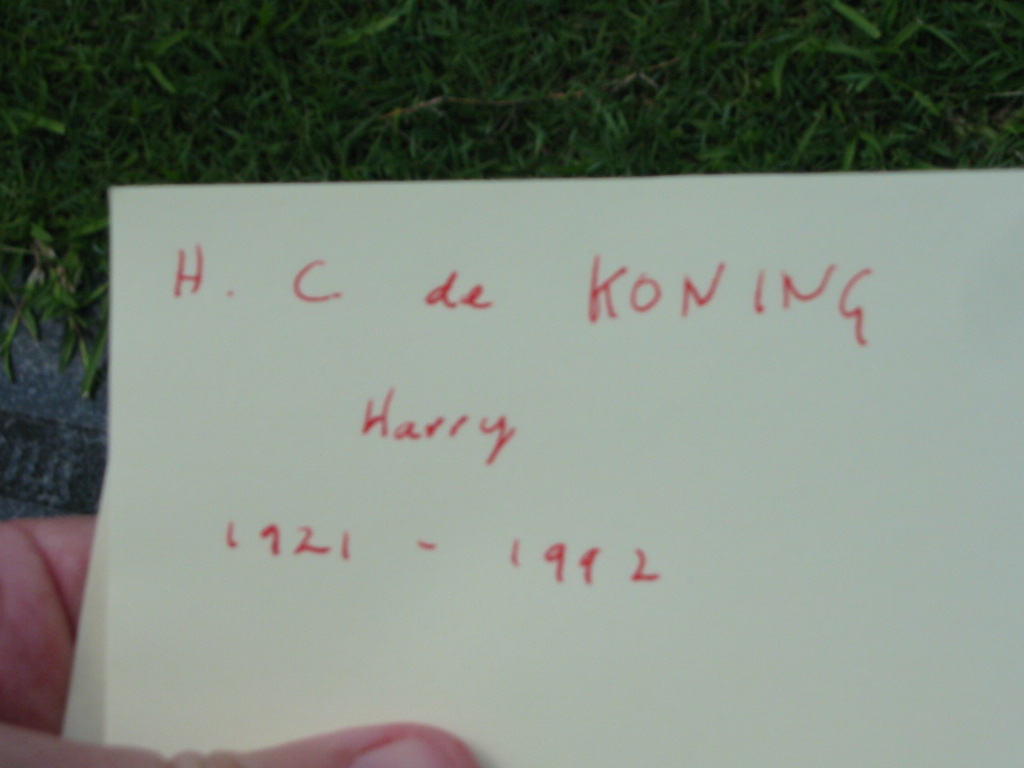 H. C de KONING
Harry
1921 - 1992